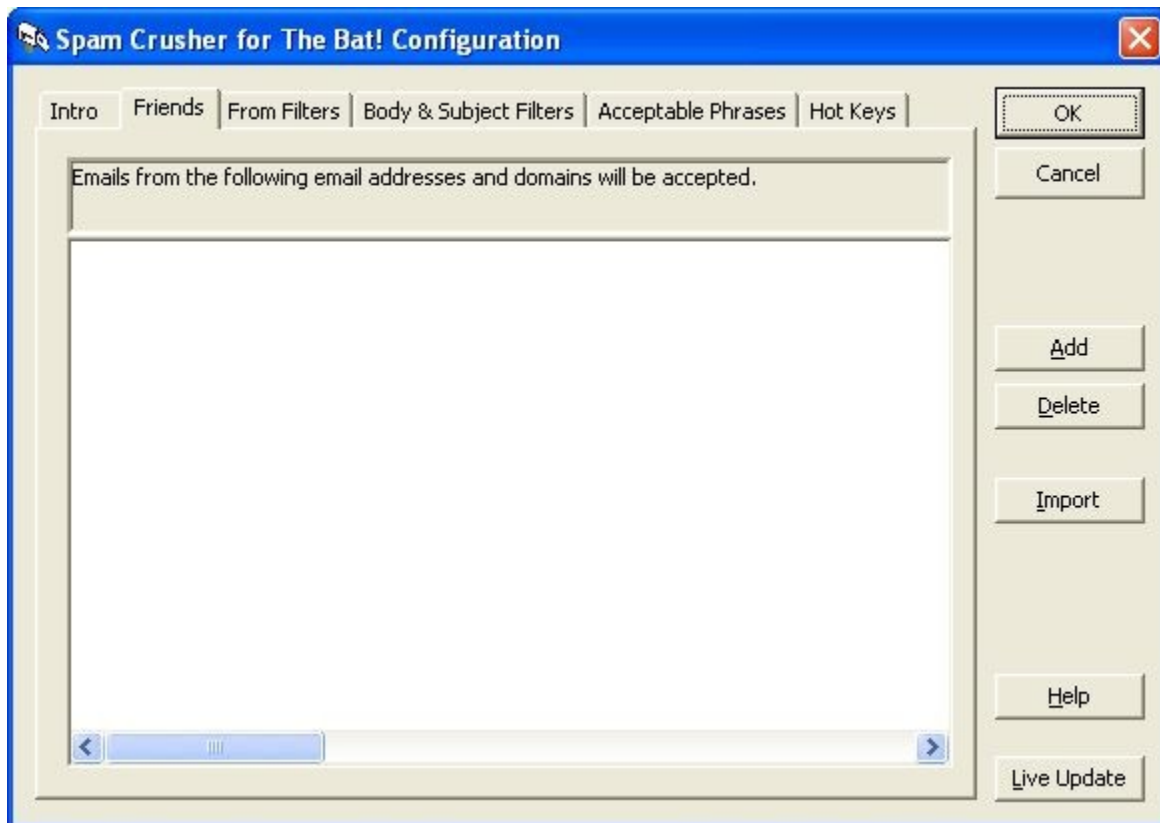 Spam Crusher for The Bat! Configuration
Intro
Friends
From Filters
Body & Subject Filters
Acceptable Phrases
Hot Keys
OK
Cancel
Emails from the following email addresses and domains will be accepted.
Add
Delete
Import
Help
Live Update